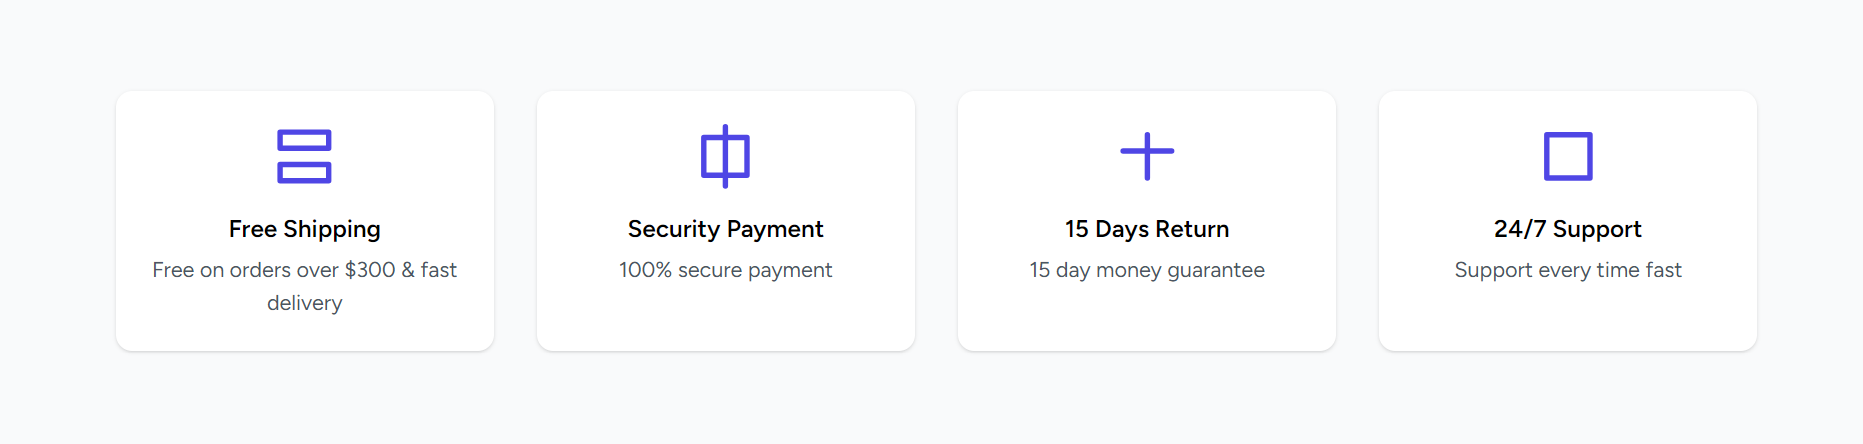 Free Shipping
Free on orders over $300 & fast
delivery
Security Payment
100% secure payment
15 Days Return
15 day money guarantee
24/7 Support
Support every time fast